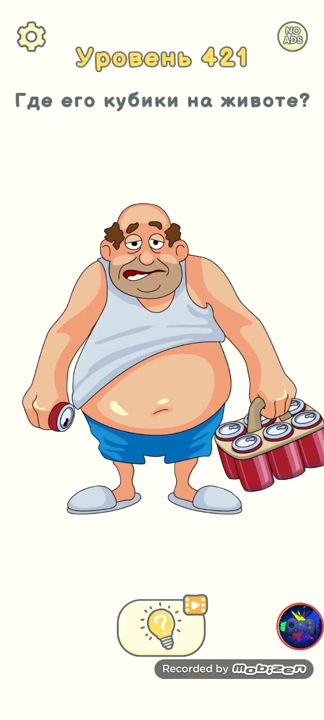 NO
ADS
Уровень 421
Где его кубики на животе?
?
Recorded by mobizen